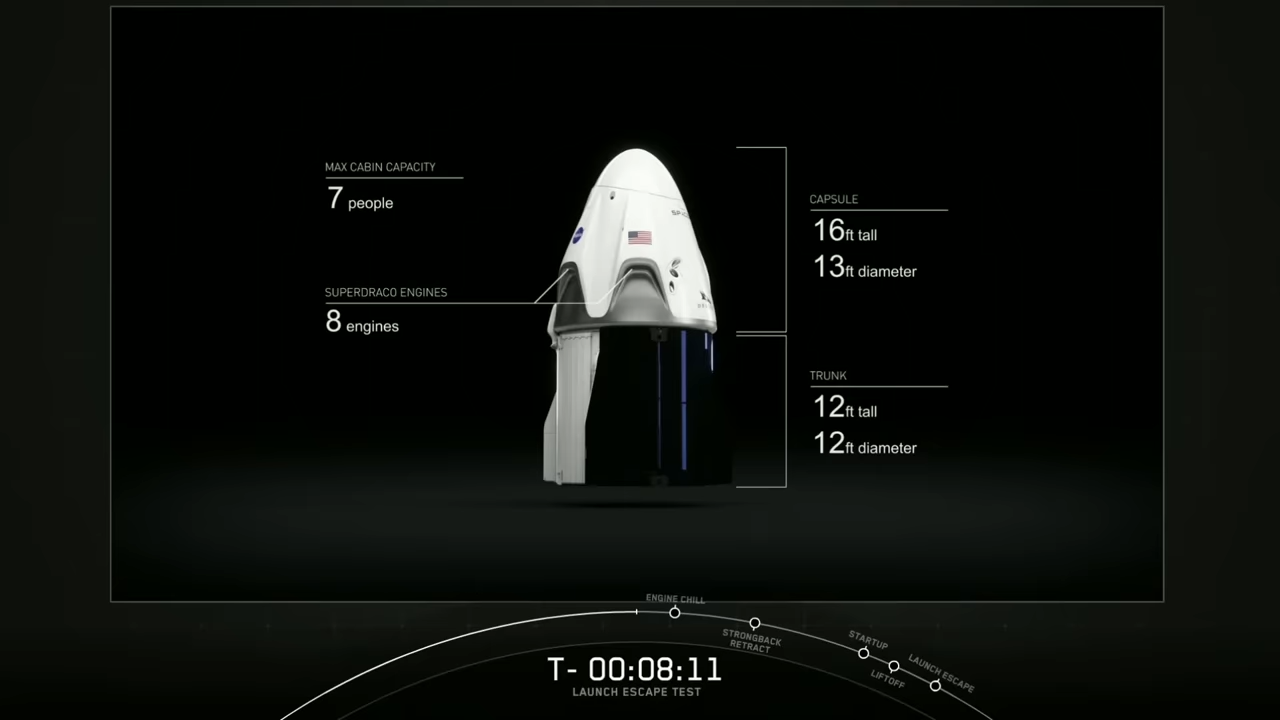 MAX CABIN CAPACITY
7 people
SUPERDRACO ENGINES
8 engines
CAPSULE
16ft tall
13ft diameter
TRUNK
12ft tall
12ft diameter
ENGINE CHILL
STRONGBACK
RETRACT
STARTUP
LIFTOFF
LAUNCH ESCAPE
T- 00:08:11
LAUNCH ESCAPE TEST